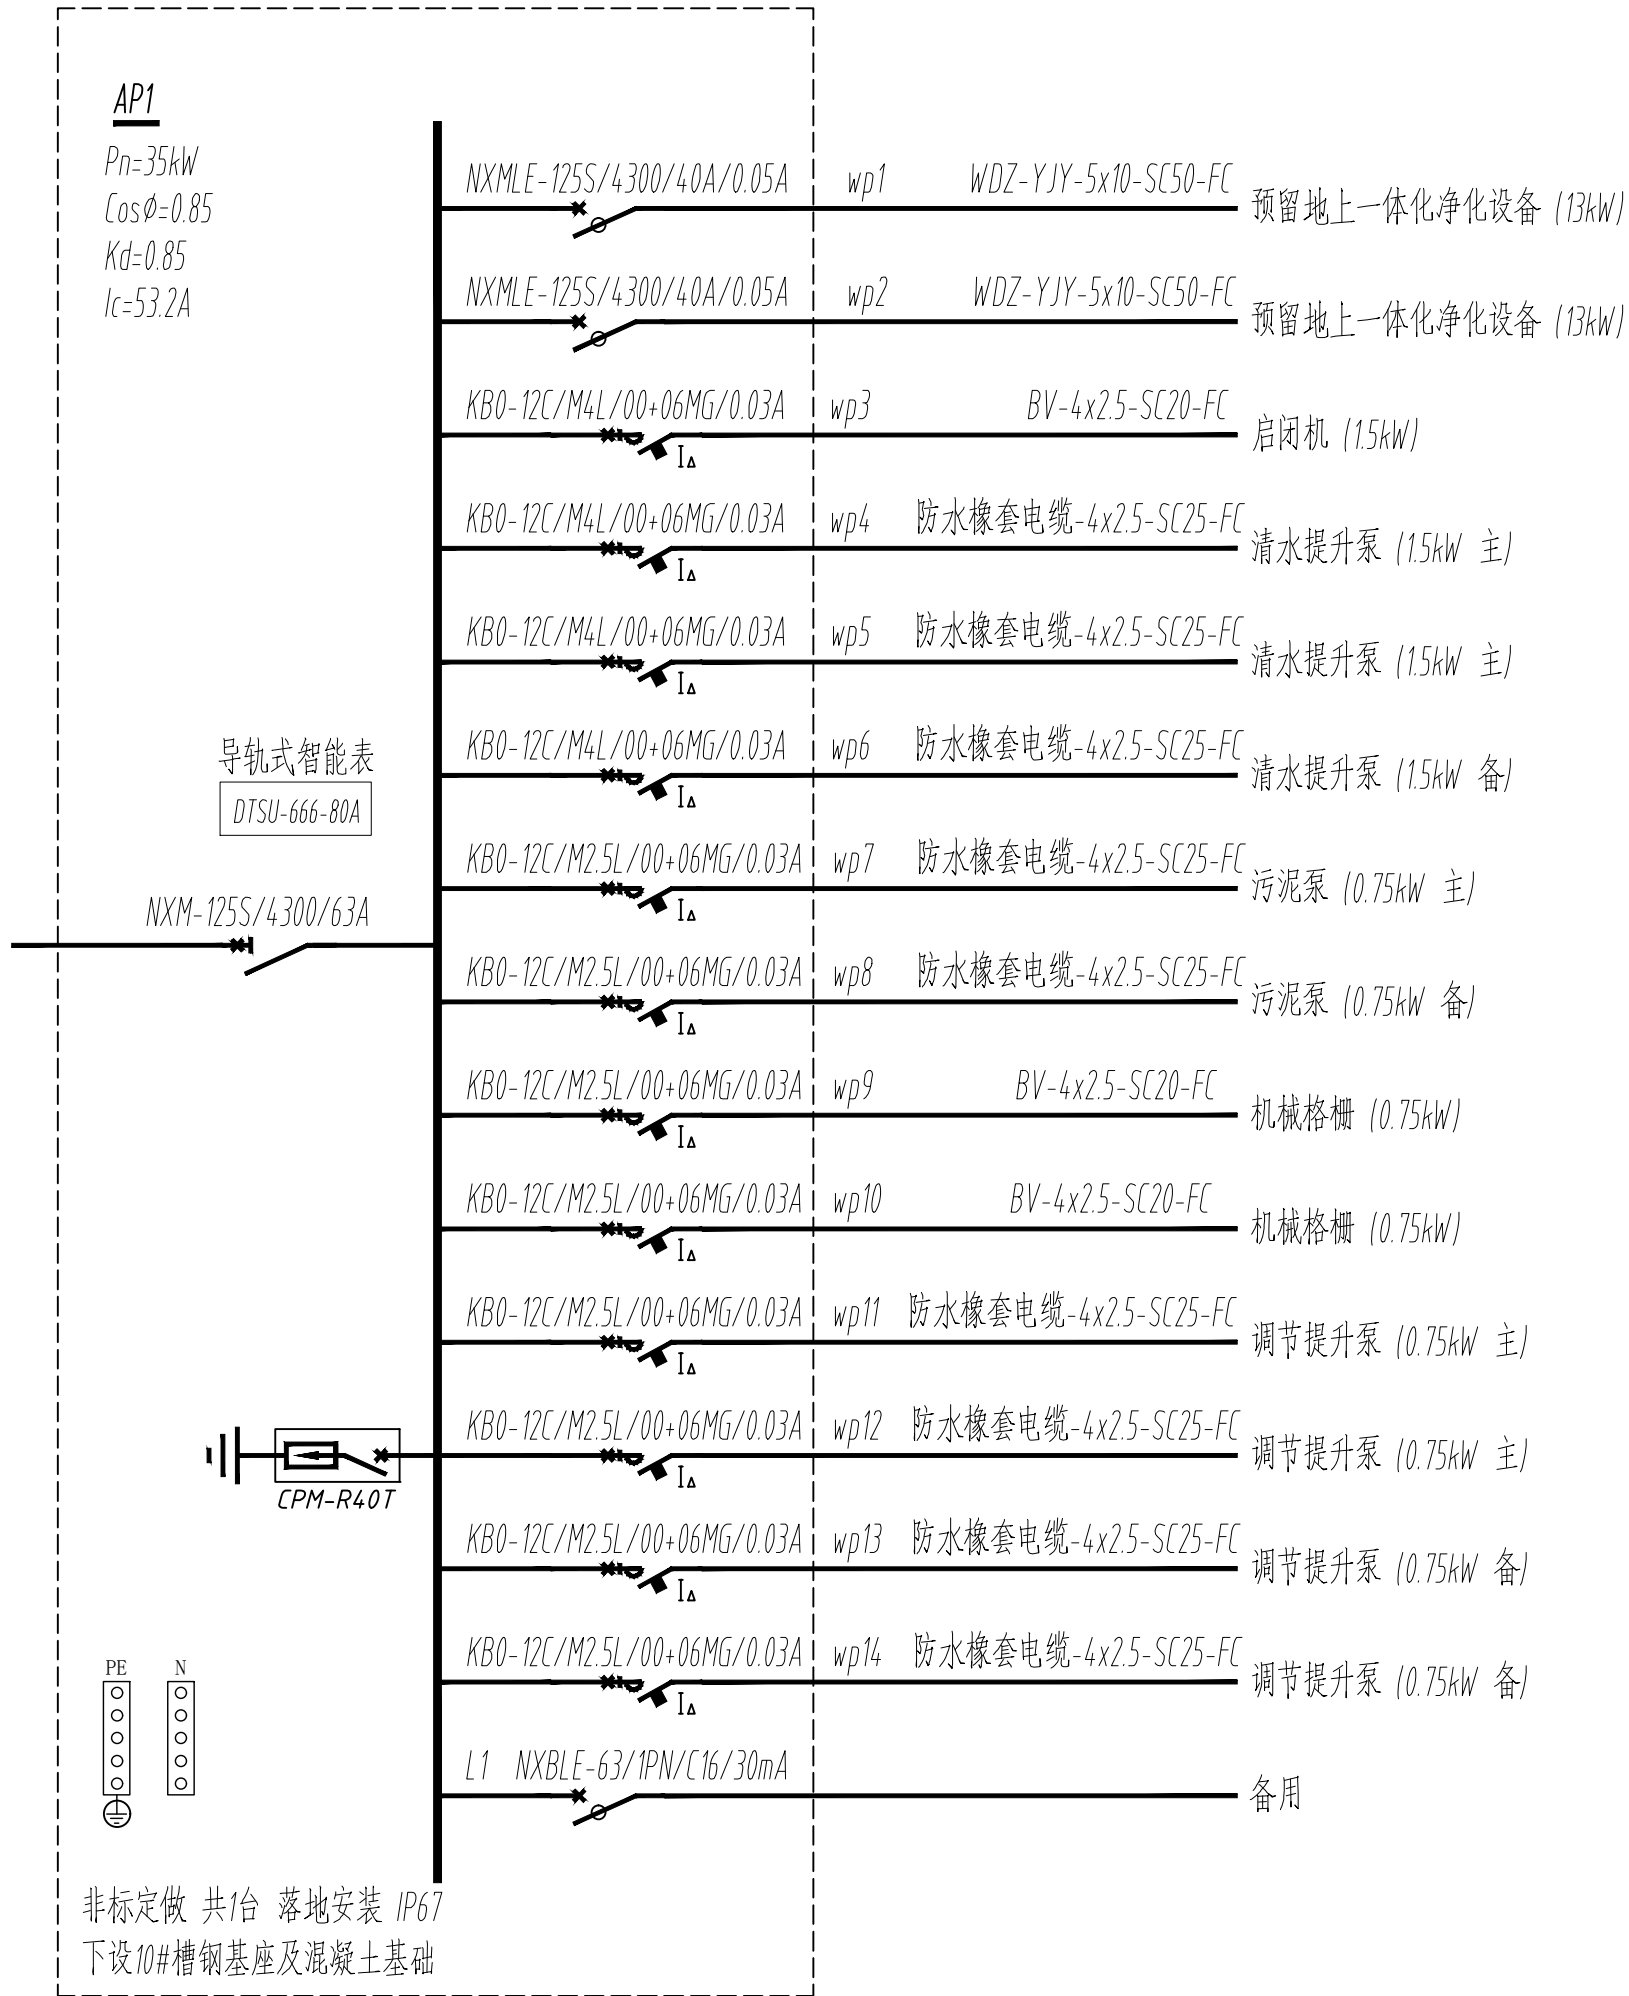 AP1
Pn=35kW
CosØ=0.85
Kd=0.85
Ic=53.2A
NXMLE-125S/4300/40A/0.05A wp1 WDZ-YJY-5x10-SC50-FC 预留地上一体化净化设备 (13kW)
NXMLE-125S/4300/40A/0.05A wp2 WDZ-YJY-5x10-SC50-FC 预留地上一体化净化设备 (13kW)
KB0-12C/M4L/00+06MG/0.03A wp3 BV-4x2.5-SC20-FC 启闭机 (1.5kW)
I∆
KB0-12C/M4L/00+06MG/0.03A wp4 防水橡套电缆-4x2.5-SC25-FC 清水提升泵 (1.5kW 主)
I∆
KB0-12C/M4L/00+06MG/0.03A wp5 防水橡套电缆-4x2.5-SC25-FC 清水提升泵 (1.5kW 主)
I∆
KB0-12C/M4L/00+06MG/0.03A wp6 防水橡套电缆-4x2.5-SC25-FC 清水提升泵 (1.5kW 备)
I∆
导轨式智能表
DTSU-666-80A
KB0-12C/M2.5L/00+06MG/0.03A wp7 防水橡套电缆-4x2.5-SC25-FC 污泥泵 (0.75kW 主)
I∆
NXM-125S/4300/63A
KB0-12C/M2.5L/00+06MG/0.03A wp8 防水橡套电缆-4x2.5-SC25-FC 污泥泵 (0.75kW 备)
I∆
KB0-12C/M2.5L/00+06MG/0.03A wp9 BV-4x2.5-SC20-FC 机械格栅 (0.75kW)
I∆
KB0-12C/M2.5L/00+06MG/0.03A wp10 BV-4x2.5-SC20-FC 机械格栅 (0.75kW)
I∆
KB0-12C/M2.5L/00+06MG/0.03A wp11 防水橡套电缆-4x2.5-SC25-FC 调节提升泵 (0.75kW 主)
I∆
KB0-12C/M2.5L/00+06MG/0.03A wp12 防水橡套电缆-4x2.5-SC25-FC 调节提升泵 (0.75kW 主)
I∆
CPM-R40T
KB0-12C/M2.5L/00+06MG/0.03A wp13 防水橡套电缆-4x2.5-SC25-FC 调节提升泵 (0.75kW 备)
I∆
KB0-12C/M2.5L/00+06MG/0.03A wp14 防水橡套电缆-4x2.5-SC25-FC 调节提升泵 (0.75kW 备)
I∆
PE N
L1 NXBLE-63/1PN/C16/30mA 备用
非标定做 共1台 落地安装 IP67
下设10#槽钢基座及混凝土基础